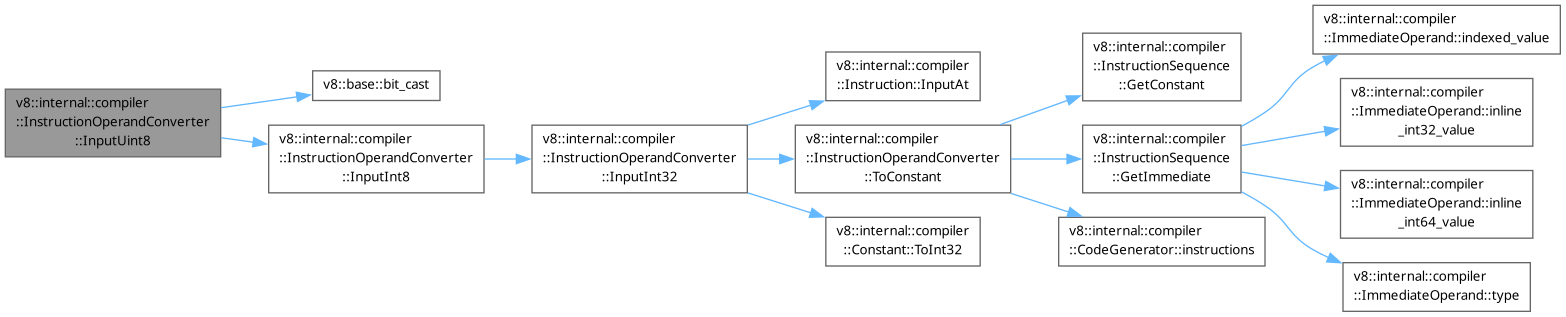 v8::internal::compiler
::InstructionOperandConverter
::InputUint8
v8::base::bit_cast
v8::internal::compiler
::InstructionOperandConverter
::InputInt8
v8::internal::compiler
::InstructionOperandConverter
::InputInt32
v8::internal::compiler
::Instruction::InputAt
v8::internal::compiler
::InstructionOperandConverter
::ToConstant
v8::internal::compiler
::Constant::ToInt32
v8::internal::compiler
::InstructionSequence
::GetConstant
v8::internal::compiler
::InstructionSequence
::GetImmediate
v8::internal::compiler
::CodeGenerator::instructions
v8::internal::compiler
::ImmediateOperand::indexed_value
v8::internal::compiler
::ImmediateOperand::inline
_int32_value
v8::internal::compiler
::ImmediateOperand::inline
_int64_value
v8::internal::compiler
::ImmediateOperand::type